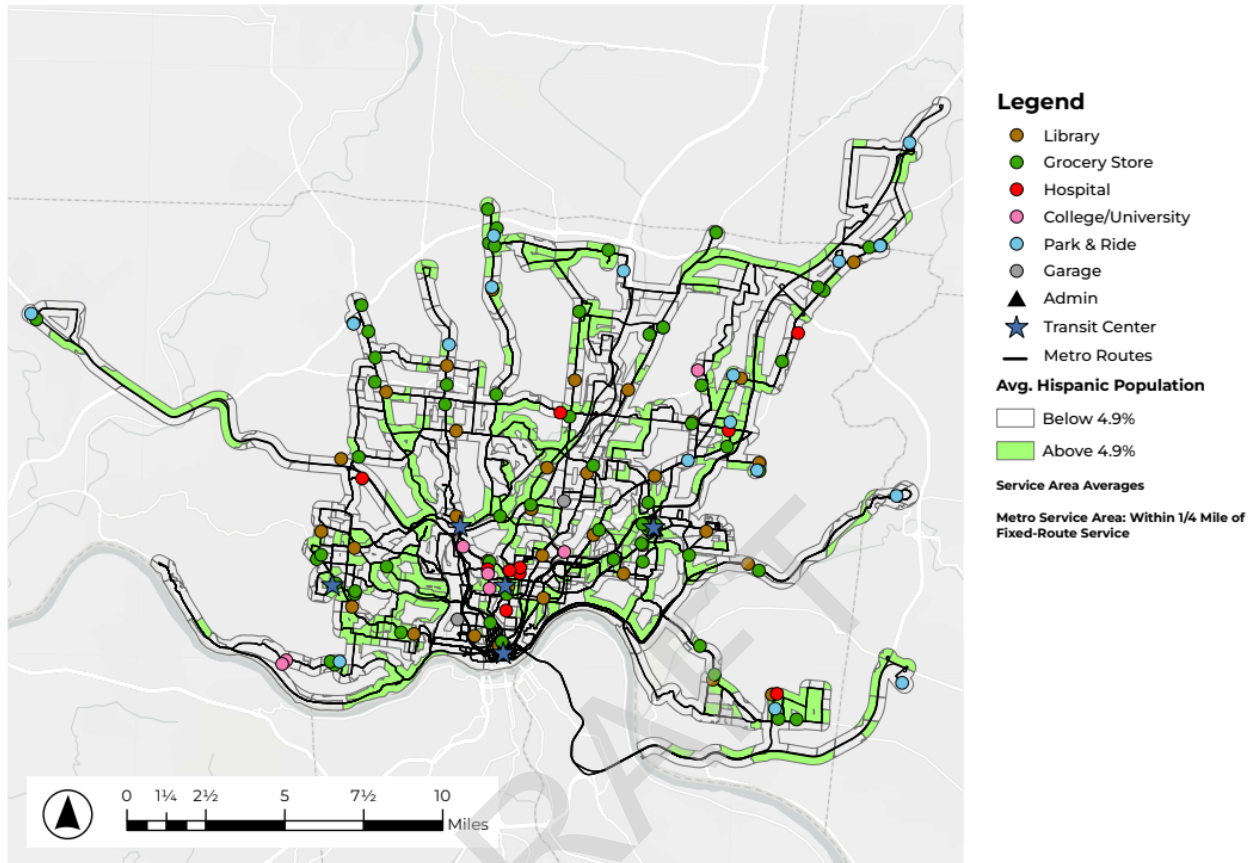 Legend
Library
Grocery Store
Hospital
College/University
Park & Ride
Garage
Admin
Transit Center
Metro Routes
Avg. Hispanic Population
Below 4.9%
Above 4.9%
Service Area Averages
Metro Service Area: Within 1/4 Mile of
Fixed-Route Service
0 1¼ 2½ 5 7½ 10
Miles
DRAFT